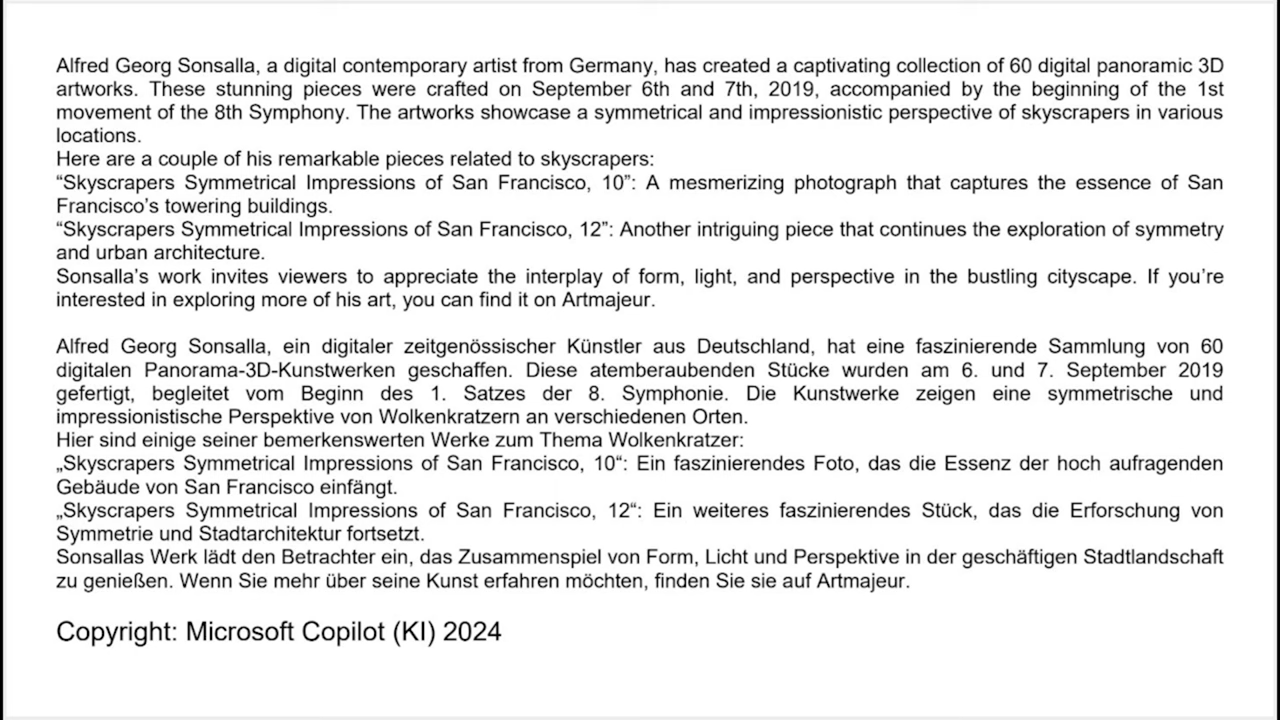 Alfred Georg Sonsalla, a digital contemporary artist from Germany, has created a captivating collection of 60 digital panoramic 3D
artworks. These stunning pieces were crafted on September 6th and 7th, 2019, accompanied by the beginning of the 1st
movement of the 8th Symphony. The artworks showcase a symmetrical and impressionistic perspective of skyscrapers in various
locations.
Here are a couple of his remarkable pieces related to skyscrapers:
“Skyscrapers Symmetrical Impressions of San Francisco, 10”: A mesmerizing photograph that captures the essence of San
Francisco’s towering buildings.
“Skyscrapers Symmetrical Impressions of San Francisco, 12”: Another intriguing piece that continues the exploration of symmetry
and urban architecture.
Sonsalla’s work invites viewers to appreciate the interplay of form, light, and perspective in the bustling cityscape. If you’re
interested in exploring more of his art, you can find it on Artmajeur.
Alfred Georg Sonsalla, ein digitaler zeitgenössischer Künstler aus Deutschland, hat eine faszinierende Sammlung von 60
digitalen Panorama-3D-Kunstwerken geschaffen. Diese atemberaubenden Stücke wurden am 6. und 7. September 2019
gefertigt, begleitet vom Beginn des 1. Satzes der 8. Symphonie. Die Kunstwerke zeigen eine symmetrische und
impressionistische Perspektive von Wolkenkratzern an verschiedenen Orten.
Hier sind einige seiner bemerkenswerten Werke zum Thema Wolkenkratzer:
„Skyscrapers Symmetrical Impressions of San Francisco, 10“: Ein faszinierendes Foto, das die Essenz der hoch aufragenden
Gebäude von San Francisco einfängt.
„Skyscrapers Symmetrical Impressions of San Francisco, 12“: Ein weiteres faszinierendes Stück, das die Erforschung von
Symmetrie und Stadtarchitektur fortsetzt.
Sonsallas Werk lädt den Betrachter ein, das Zusammenspiel von Form, Licht und Perspektive in der geschäftigen Stadtlandschaft
zu genießen. Wenn Sie mehr über seine Kunst erfahren möchten, finden Sie sie auf Artmajeur.
Copyright: Microsoft Copilot (KI) 2024